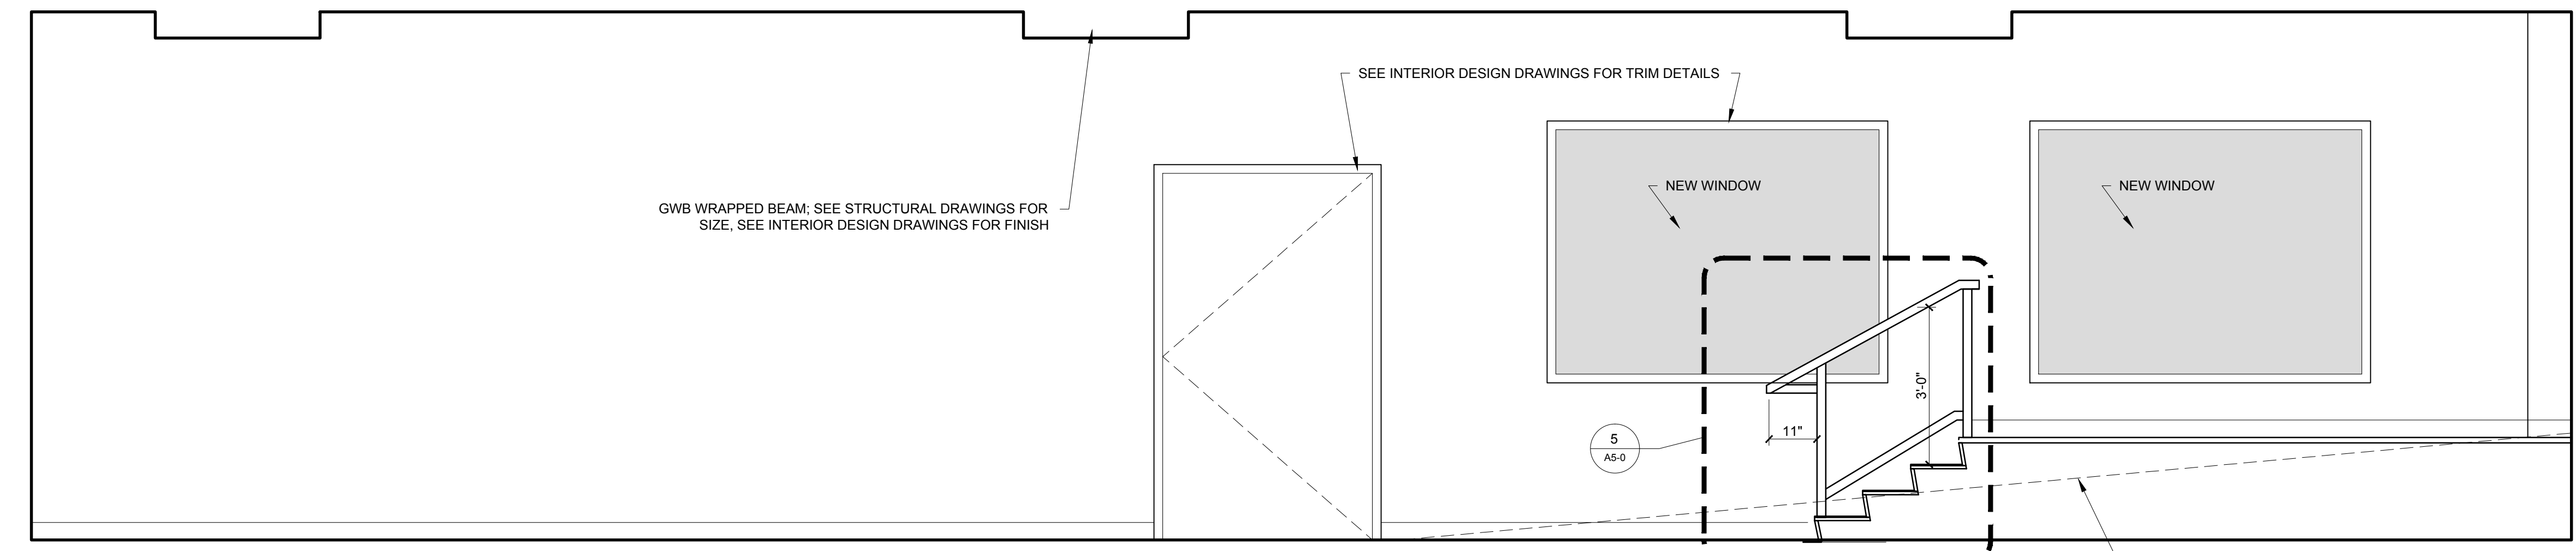 SEE INTERIOR DESIGN DRAWINGS FOR TRIM DETAILS
NEW WINDOW
NEW WINDOW
GWB WRAPPED BEAM; SEE STRUCTURAL DRAWINGS FOR
SIZE, SEE INTERIOR DESIGN DRAWINGS FOR FINISH
3'-0"
11"
5
A5-0